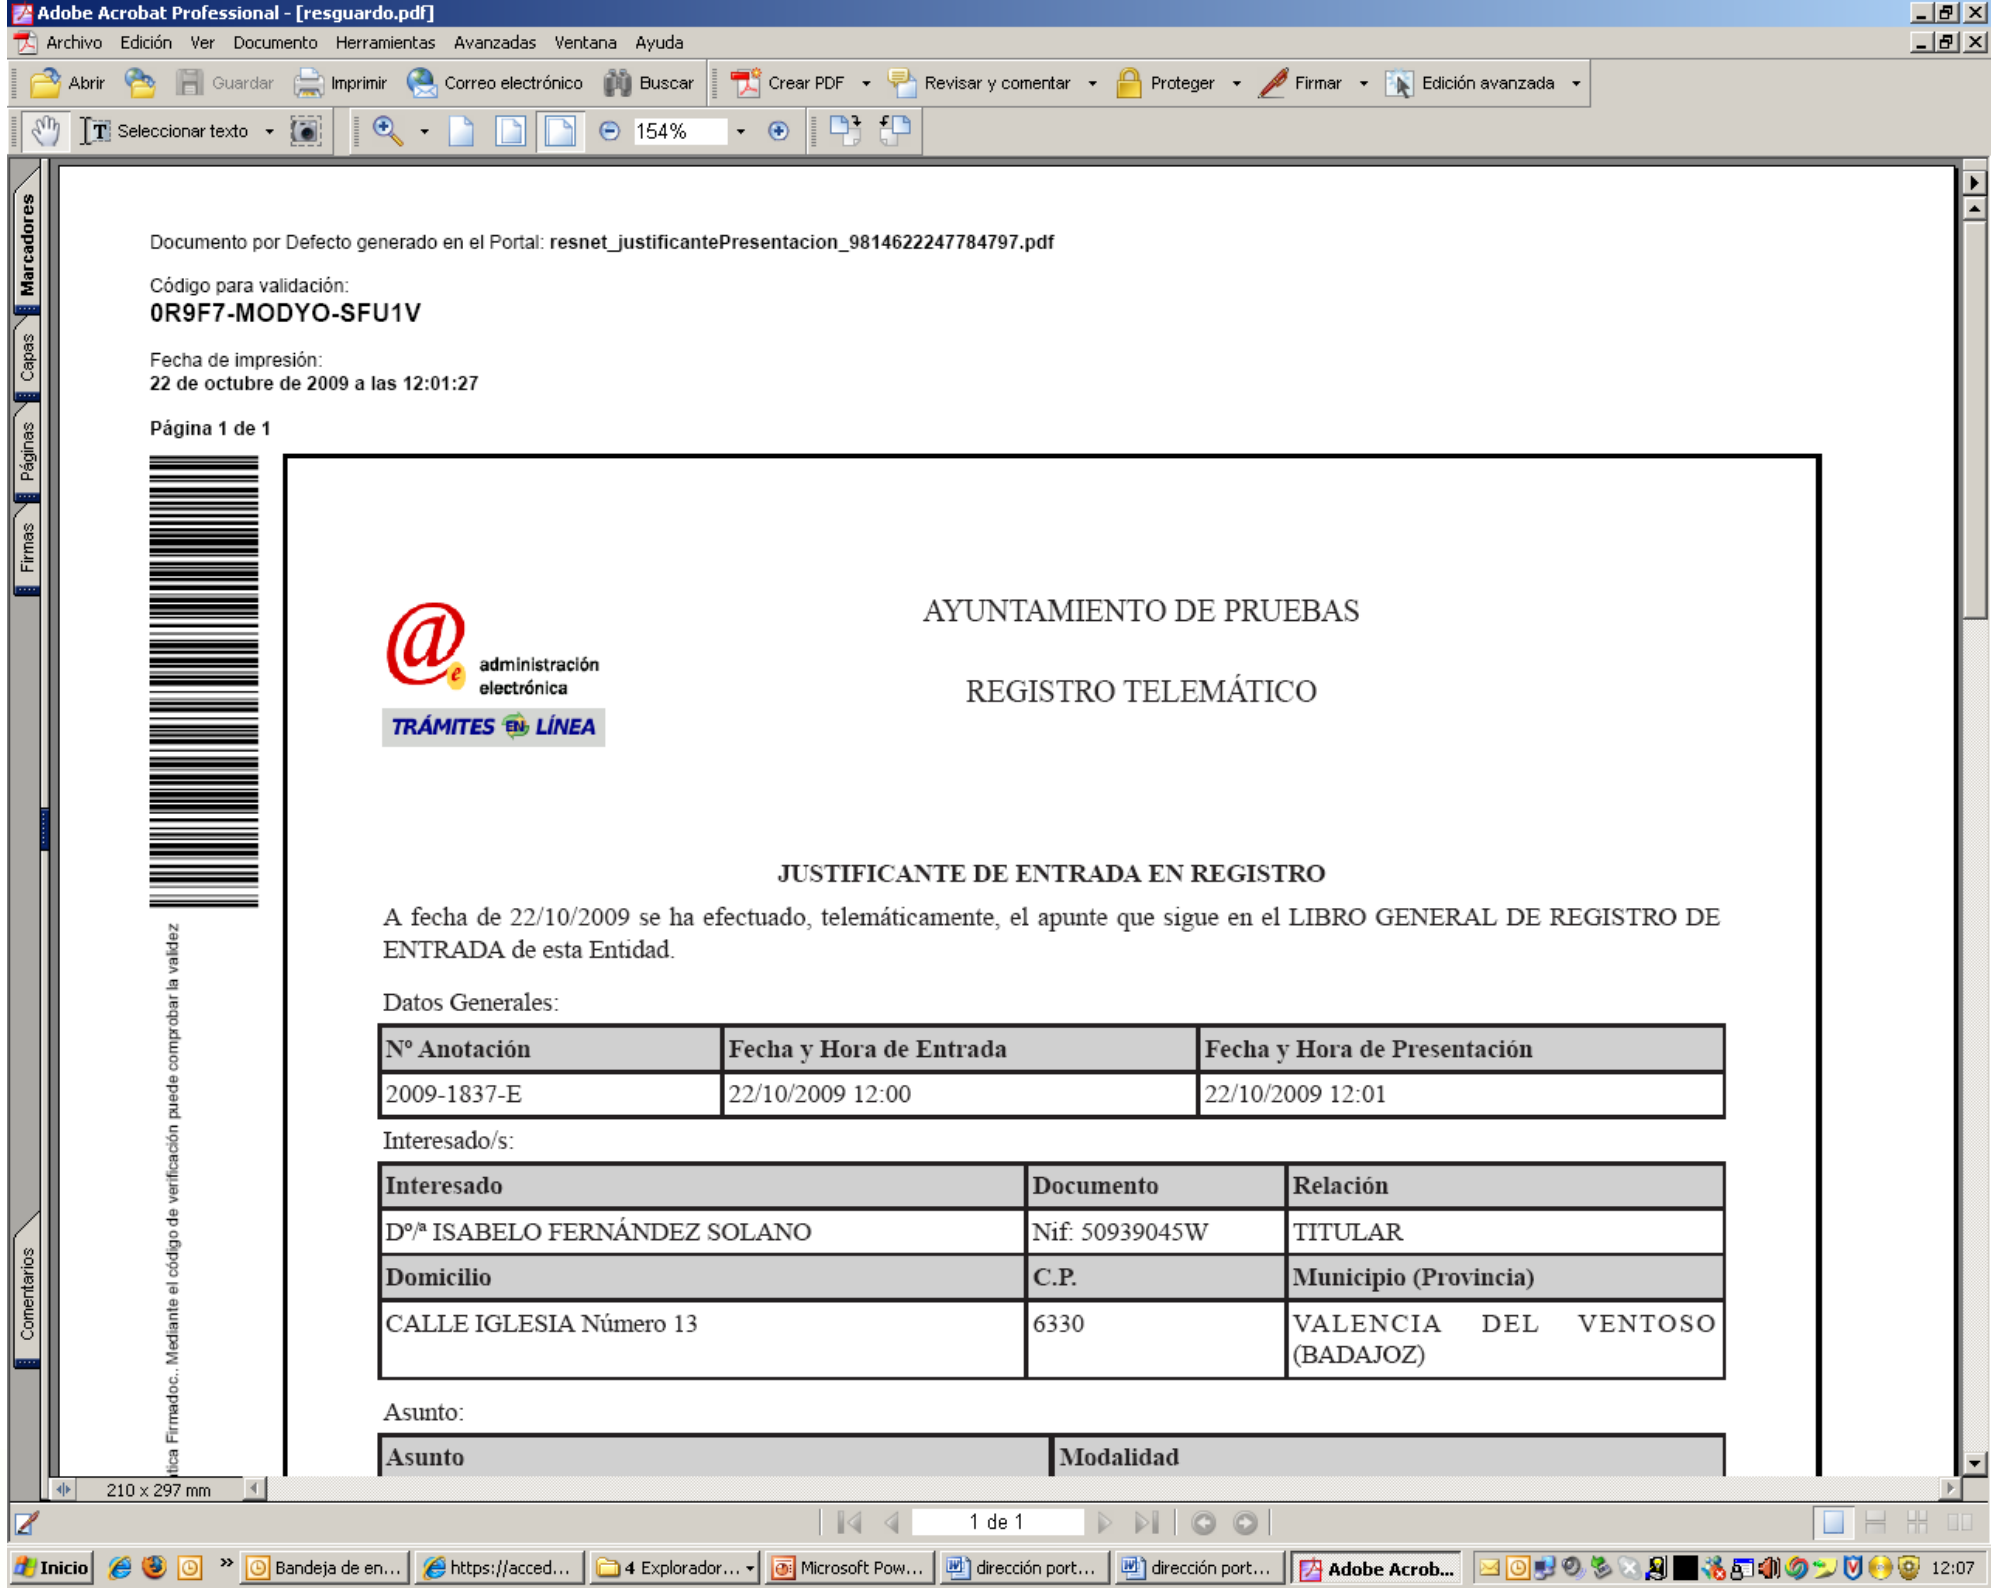 Adobe Acrobat Professional - [resguardo.pdf]
Archivo Edición Ver Documento Herramientas Avanzadas Ventana Ayuda
Abrir Guardar Imprimir Correo electrónico Buscar Crear PDF Revisar y comentar Proteger Firmar Edición avanzada
Seleccionar texto 154%
Marcadores
Capas
Páginas
Firmas
Comentarios
Documento por Defecto generado en el Portal: resnet_justificantePresentacion_9814622247784797.pdf
Código para validación:
0R9F7-MODYO-SFU1V
Fecha de impresión:
22 de octubre de 2009 a las 12:01:27
Página 1 de 1
tica Firmadoc.. Mediante el código de verificación puede comprobar la validez
administración
electrónica
TRÁMITES EN LÍNEA
AYUNTAMIENTO DE PRUEBAS
REGISTRO TELEMÁTICO
JUSTIFICANTE DE ENTRADA EN REGISTRO
A fecha de 22/10/2009 se ha efectuado, telemáticamente, el apunte que sigue en el LIBRO GENERAL DE REGISTRO DE
ENTRADA de esta Entidad.
Datos Generales:
Nº Anotación Fecha y Hora de Entrada Fecha y Hora de Presentación
2009-1837-E 22/10/2009 12:00 22/10/2009 12:01
Interesado/s:
Interesado Documento Relación
Dº/ª ISABELO FERNÁNDEZ SOLANO Nif: 50939045W TITULAR
Domicilio C.P. Municipio (Provincia)
CALLE IGLESIA Número 13 6330 VALENCIA DEL VENTOSO
(BADAJOZ)
Asunto:
Asunto Modalidad
210 x 297 mm
1 de 1
Inicio » Bandeja de en... https://acced... 4 Explorador... Microsoft Pow... dirección port... dirección port... Adobe Acrob... 12:07